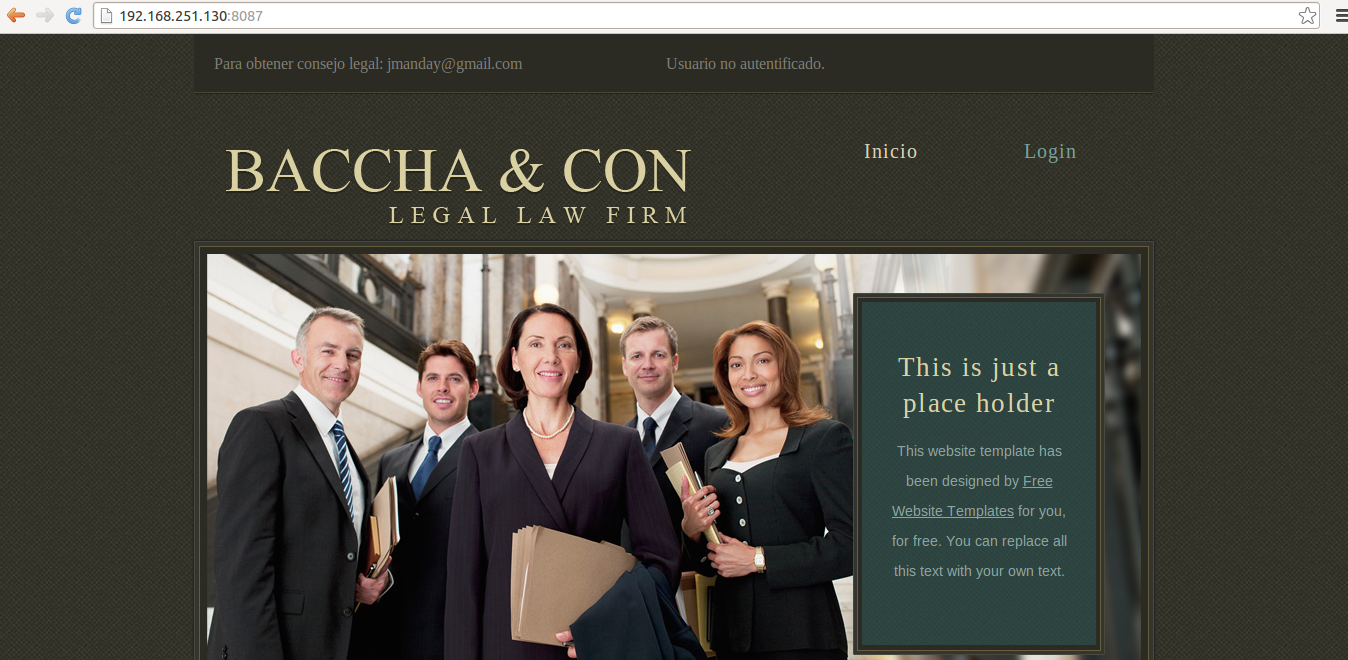 192.168.251.130:8087
Para obtener consejo legal: jmanday@gmail.com
Usuario no autentificado.
BACCHA & CON
LEGAL LAW FIRM
Inicio
Login
This is just a
place holder
This website template has
been designed by Free
Website Templates for you,
for free. You can replace all
this text with your own text.